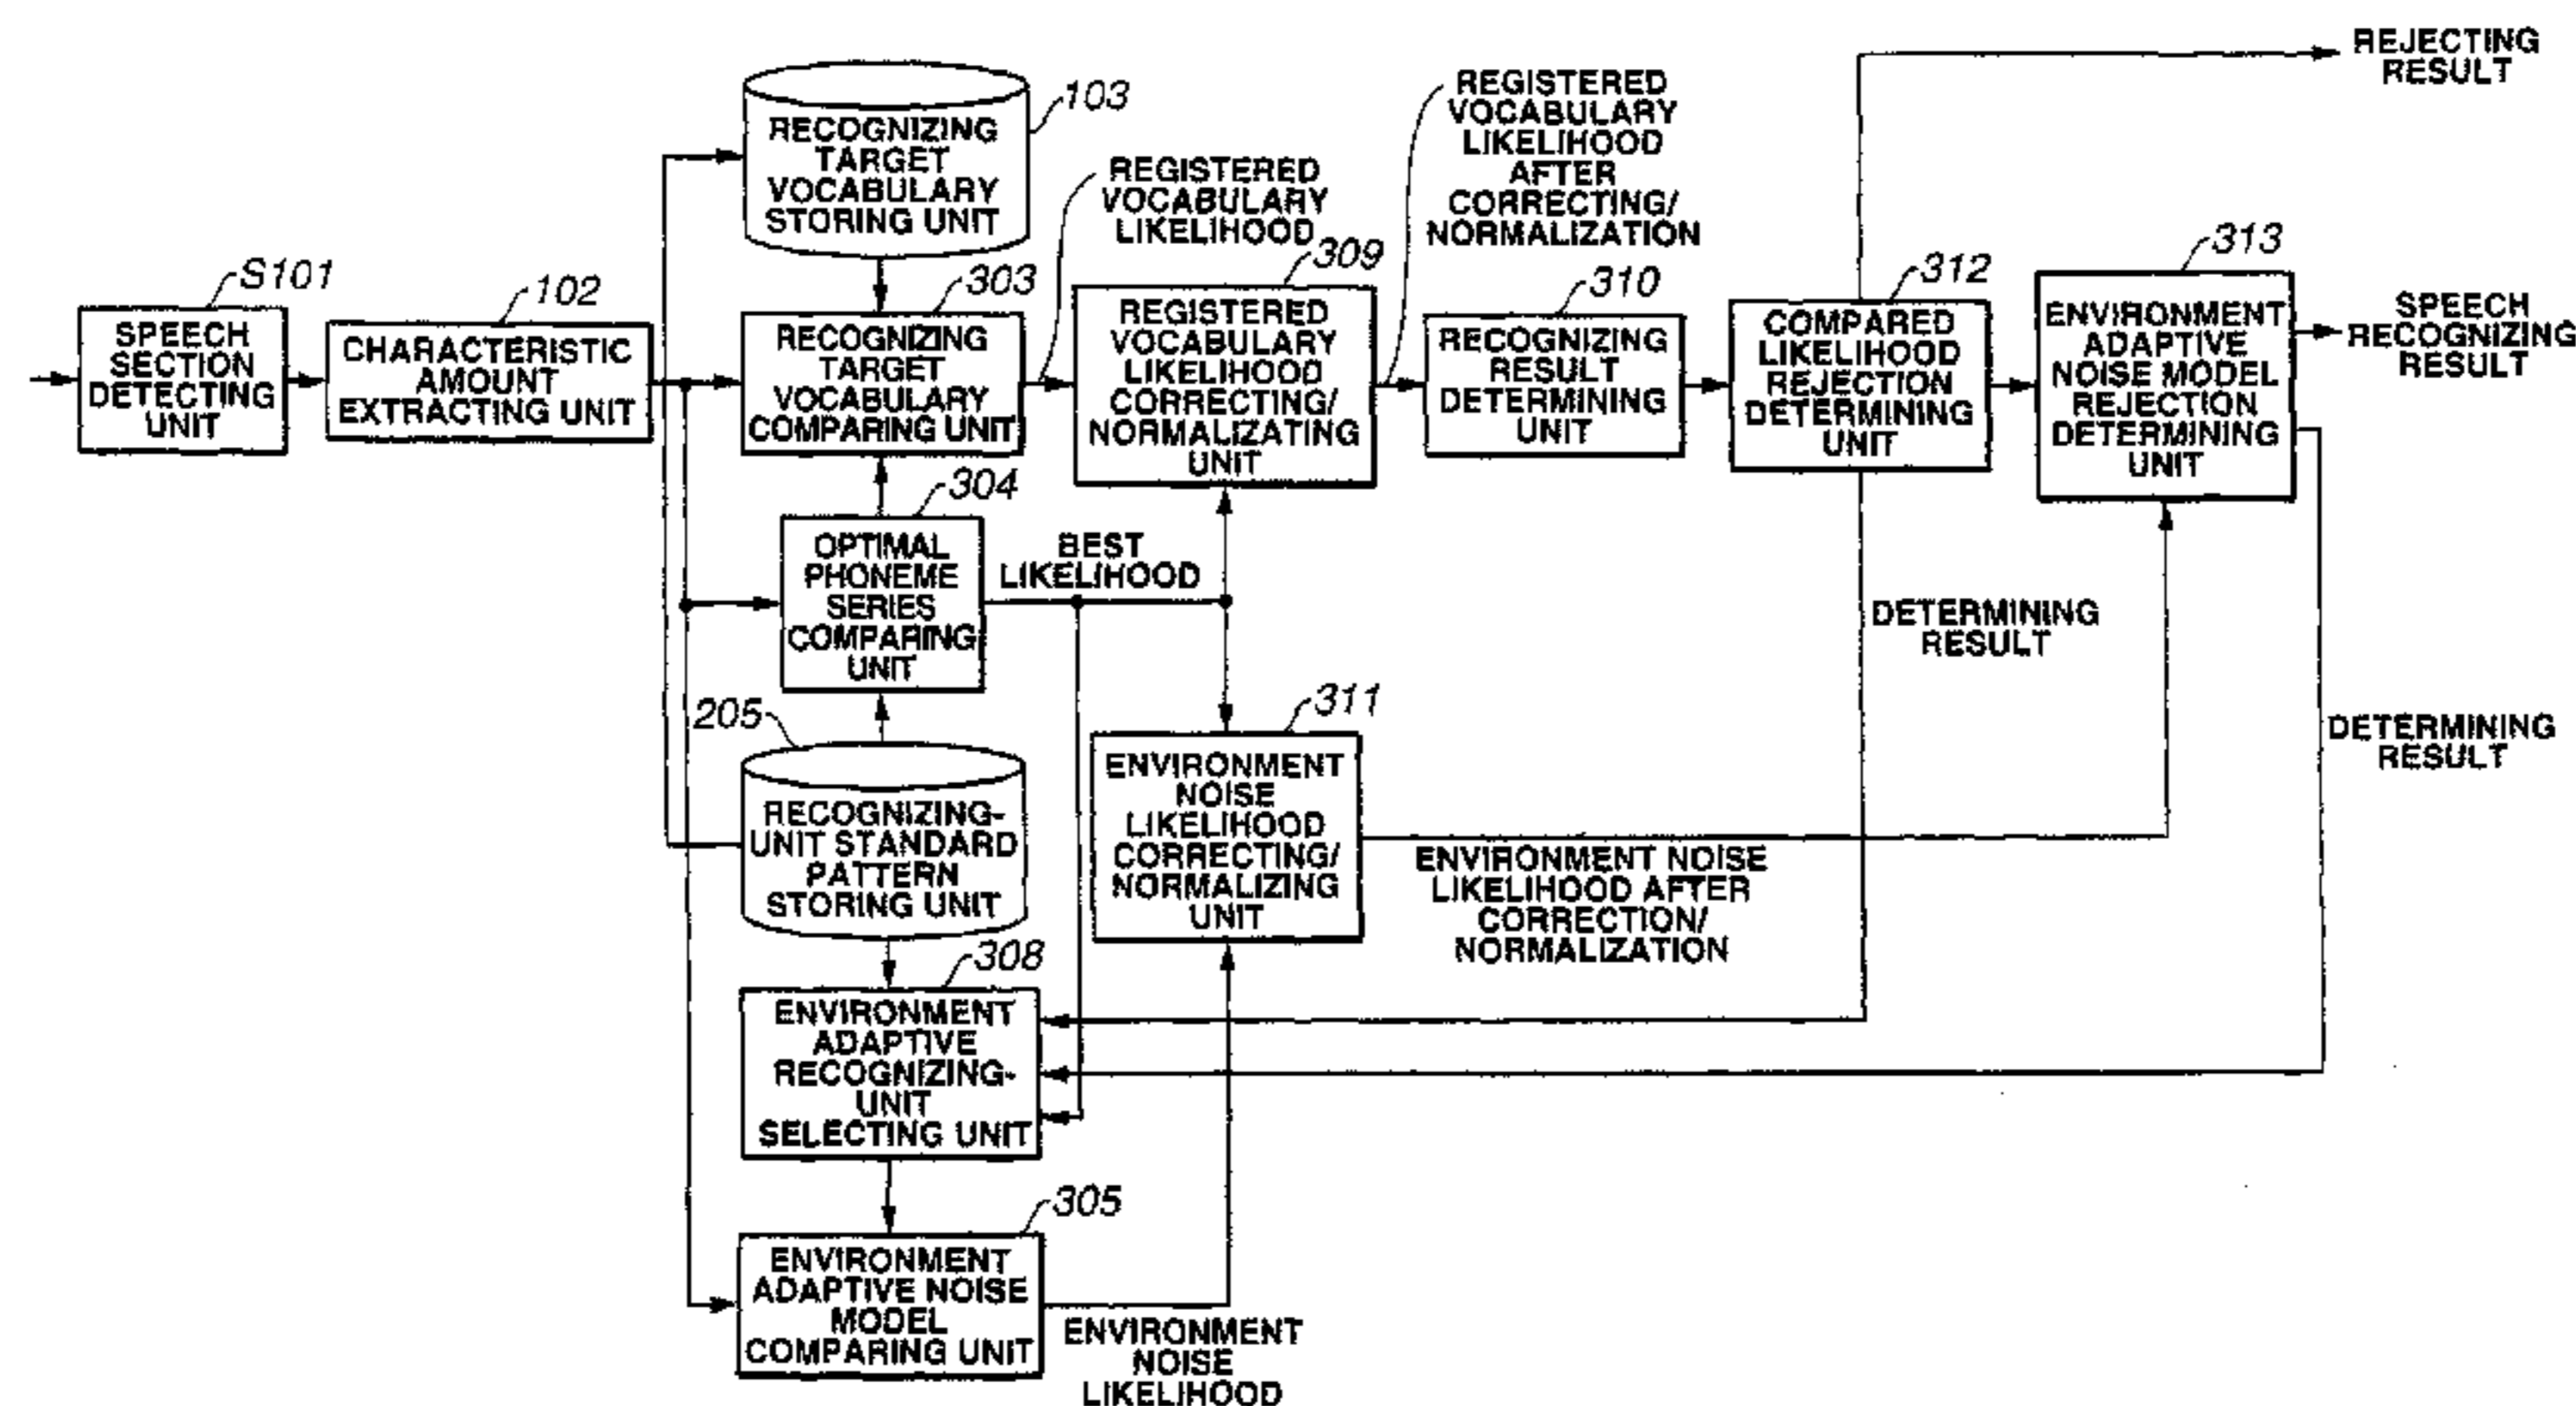 REJECTING
RESULT
103
RECOGNIZING
TARGET
VOCABULARY
STORING UNIT
REGISTERED
VOCABULARY
LIKELIHOOD
REGISTERED
VOCABULARY
LIKELIHOOD
AFTER
CORRECTING/
NORMALIZATION
S101
SPEECH
SECTION
DETECTING
UNIT
102
CHARACTERISTIC
AMOUNT
EXTRACTING UNIT
303
RECOGNIZING
TARGET
VOCABULARY
COMPARING UNIT
309
REGISTERED
VOCABULARY
LIKELIHOOD
CORRECTING/
NORMALIZATING
UNIT
310
RECOGNIZING
RESULT
DETERMINING
UNIT
312
COMPARED
LIKELIHOOD
REJECTION
DETERMINING
UNIT
313
ENVIRONMENT
ADAPTIVE
NOISE MODEL
REJECTION
DETERMINING
UNIT
SPEECH
RECOGNIZING
RESULT
304
OPTIMAL
PHONEME
SERIES
COMPARING
UNIT
BEST
LIKELIHOOD
DETERMINING
RESULT
DETERMINING
RESULT
205
RECOGNIZING-
UNIT STANDARD
PATTERN
STORING UNIT
311
ENVIRONMENT
NOISE
LIKELIHOOD
CORRECTING/
NORMALIZING
UNIT
ENVIRONMENT NOISE
LIKELIHOOD AFTER
CORRECTION/
NORMALIZATION
308
ENVIRONMENT
ADAPTIVE
RECOGNIZING-
UNIT
SELECTING UNIT
305
ENVIRONMENT
ADAPTIVE NOISE
MODEL
COMPARING UNIT
ENVIRONMENT
NOISE
LIKELIHOOD